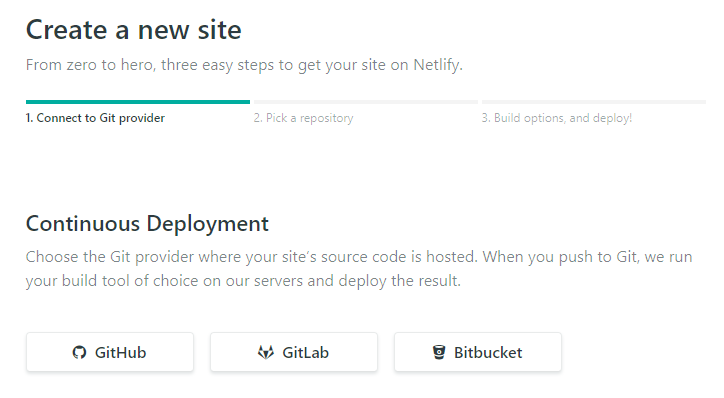 Create a new site
From zero to hero, three easy steps to get your site on Netlify.
1. Connect to Git provider
2. Pick a repository
3. Build options, and deploy!
Continuous Deployment
Choose the Git provider where your site's source code is hosted. When you push to Git, we run
your build tool of choice on our servers and deploy the result.
GitHub
GitLab
Bitbucket